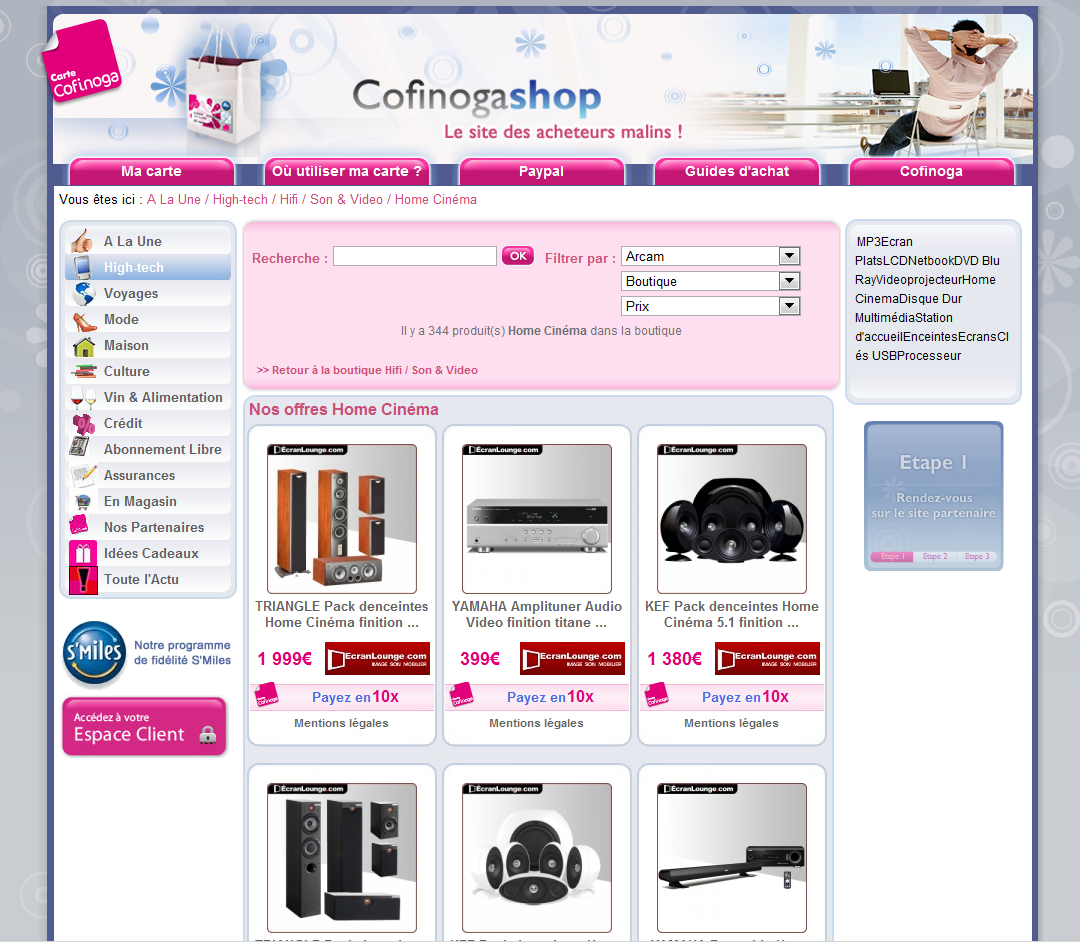 Carte
Cofinoga
Cofinogashop
Le site des acheteurs malins !
Ma carte
Où utiliser ma carte ?
Paypal
Guides d'achat
Cofinoga
Vous êtes ici : A La Une / High-tech / Hifi / Son & Video / Home Cinéma
A La Une
High-tech
Voyages
Mode
Maison
Culture
Vin & Alimentation
Crédit
Abonnement Libre
Assurances
En Magasin
Nos Partenaires
Idées Cadeaux
Toute l'Actu
S'Miles
Notre programme
de fidélité S'Miles
Accédez à votre
Espace Client
Recherche :
OK
Filtrer par :
Arcam
Boutique
Prix
Il y a 344 produit(s) Home Cinéma dans la boutique
>> Retour à la boutique Hifi / Son & Video
Nos offres Home Cinéma
ÉcranLounge.com
TRIANGLE Pack denceintes
Home Cinéma finition ...
1 999€
EcranLounge.com
IMAGE SON MOBILIER
Payez en 10x
Mentions légales
ÉcranLounge.com
YAMAHA Amplituner Audio
Video finition titane ...
399€
EcranLounge.com
IMAGE SON MOBILIER
Payez en 10x
Mentions légales
ÉcranLounge.com
KEF Pack denceintes Home
Cinéma 5.1 finition ...
1 380€
EcranLounge.com
IMAGE SON MOBILIER
Payez en 10x
Mentions légales
ÉcranLounge.com
ÉcranLounge.com
ÉcranLounge.com
MP3Ecran
PlatsLCDNetbookDVD Blu
RayVideoprojecteurHome
CinemaDisque Dur
MultimédiaStation
d'accueilEnceintesEcransCl
és USBProcesseur
Etape 1
Rendez-vous
sur le site partenaire
Etape 1
Etape 2
Etape 3